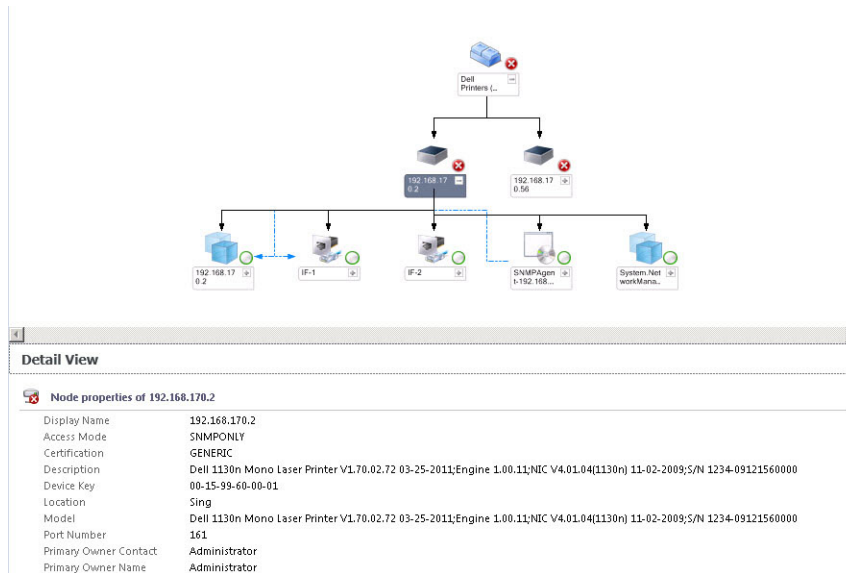 Dell
Printers (...
192.168.17
0.2
192.168.17
0.56
192.168.17
0.2
IF-1
IF-2
SNMPAgen
t-192.168...
System.Net
workMana..
Detail View
Node properties of 192.168.170.2
Display Name 192.168.170.2
Access Mode SNMPONLY
Certification GENERIC
Description Dell 1130n Mono Laser Printer V1.70.02.72 03-25-2011;Engine 1.00.11;NIC V4.01.04(1130n) 11-02-2009;S/N 1234-09121560000
Device Key 00-15-99-60-00-01
Location Sing
Model Dell 1130n Mono Laser Printer V1.70.02.72 03-25-2011;Engine 1.00.11;NIC V4.01.04(1130n) 11-02-2009;S/N 1234-09121560000
Port Number 161
Primary Owner Contact Administrator
Primary Owner Name Administrator